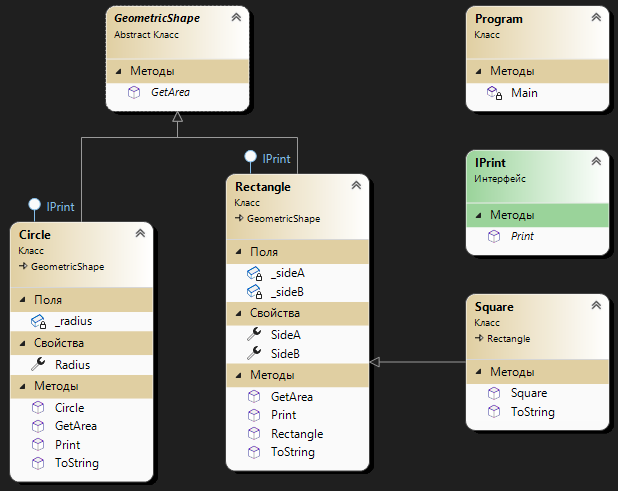 GeometricShape
Abstract Класс
Методы
GetArea
Program
Класс
Методы
Main
IPrint
Интерфейс
Методы
Print
IPrint
Circle
Класс
GeometricShape
Поля
_radius
Свойства
Radius
Методы
Circle
GetArea
Print
ToString
IPrint
Rectangle
Класс
GeometricShape
Поля
_sideA
_sideB
Свойства
SideA
SideB
Методы
GetArea
Print
Rectangle
ToString
Square
Класс
Rectangle
Методы
Square
ToString